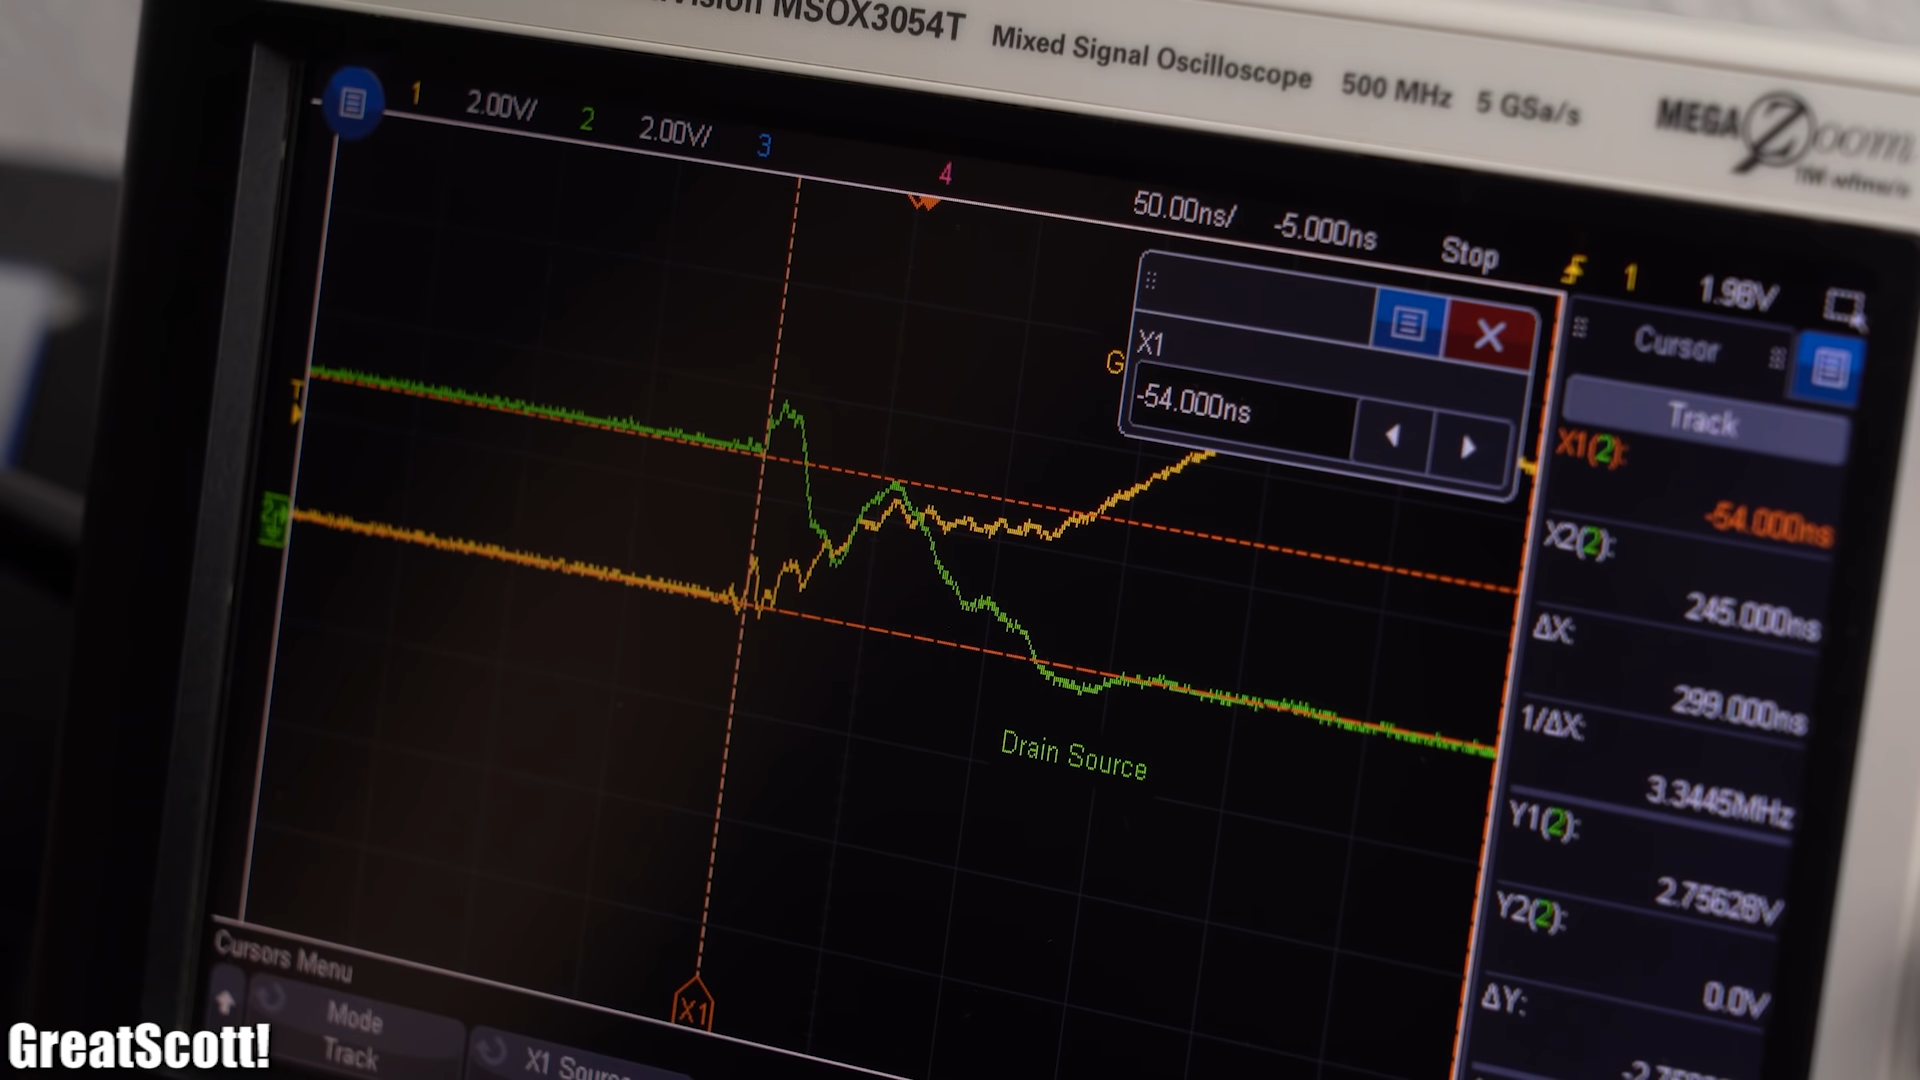 MSOX3054T Mixed Signal Oscilloscope 500 MHz 5 GSa/s MEGA Zoom
1 2.00V/ 2 2.00V/ 3 4 50.00ns/ -5.000ns Stop 1 1.98V
X1
-54.000ns
G
T
2
Cursor
Track
X1(2):
-54.000ns
X2(2):
245.000ns
ΔX:
299.000ns
1/ΔX:
3.3445MHz
Y1(2):
2.75628V
Y2(2):
0.0V
ΔY:
Drain Source
X1
Cursors Menu
Mode
Track
X1 Source
GreatScott!